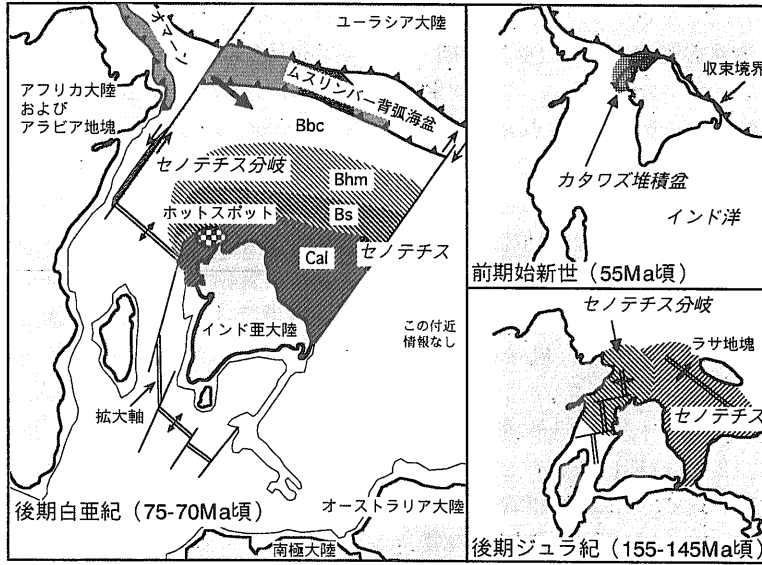 ユーラシア大陸
オマーン
アフリカ大陸
および
アラビア地塊
ムスリンバー背弧海盆
Bbc
セノテチス分岐
Bhm
ホットスポット
Bs
セノテチス
Cal
インド亜大陸
この付近
情報なし
拡大軸
オーストラリア大陸
後期白亜紀（75-70Ma頃）
南極大陸
収束境界
カタワズ堆積盆
インド洋
前期始新世（55Ma頃）
セノテチス分岐
ラサ地塊
セノテチス
後期ジュラ紀（155-145Ma頃）